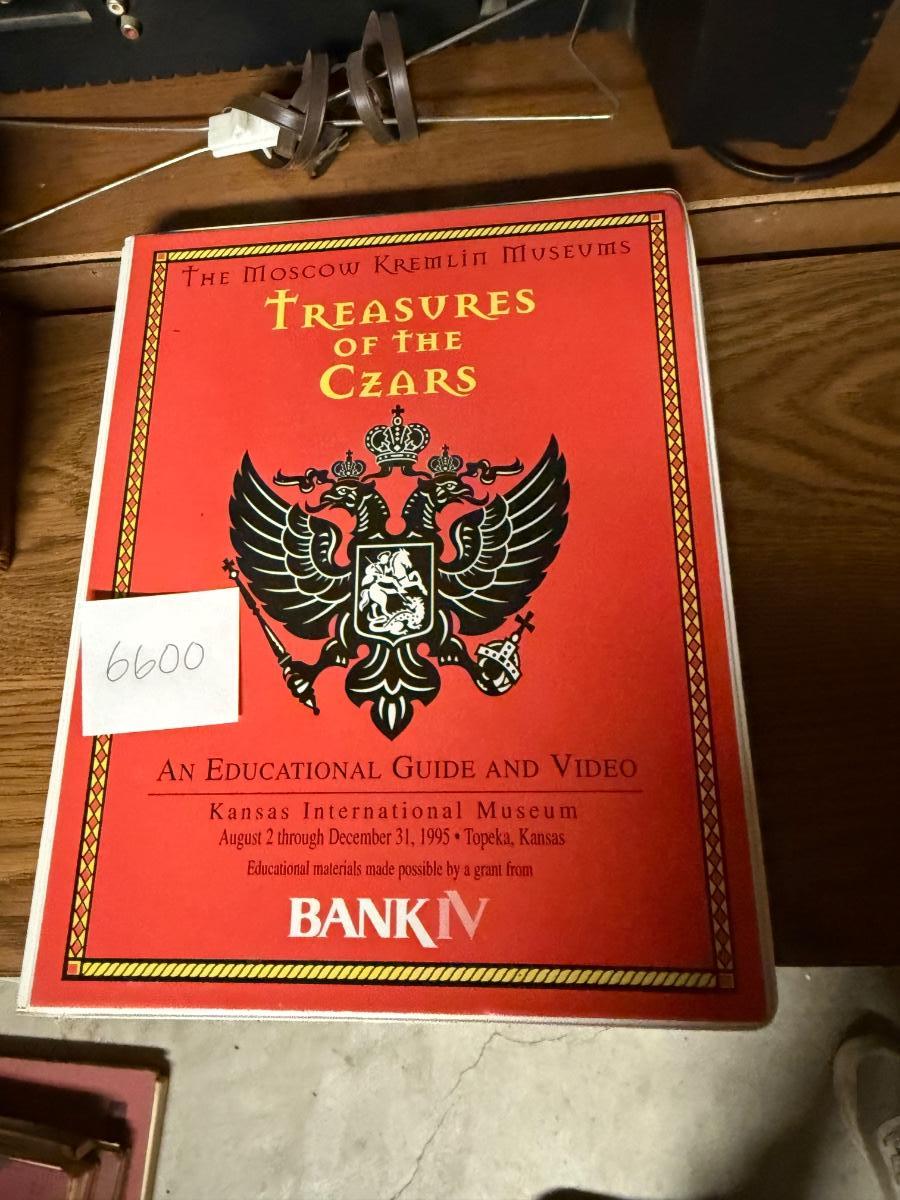 The Moscow Kremlin Museums
Treasures
of the
Czars
6600
An Educational Guide and Video
Kansas International Museum
August 2 through December 31, 1995 • Topeka, Kansas
Educational materials made possible by a grant from
BANK IV